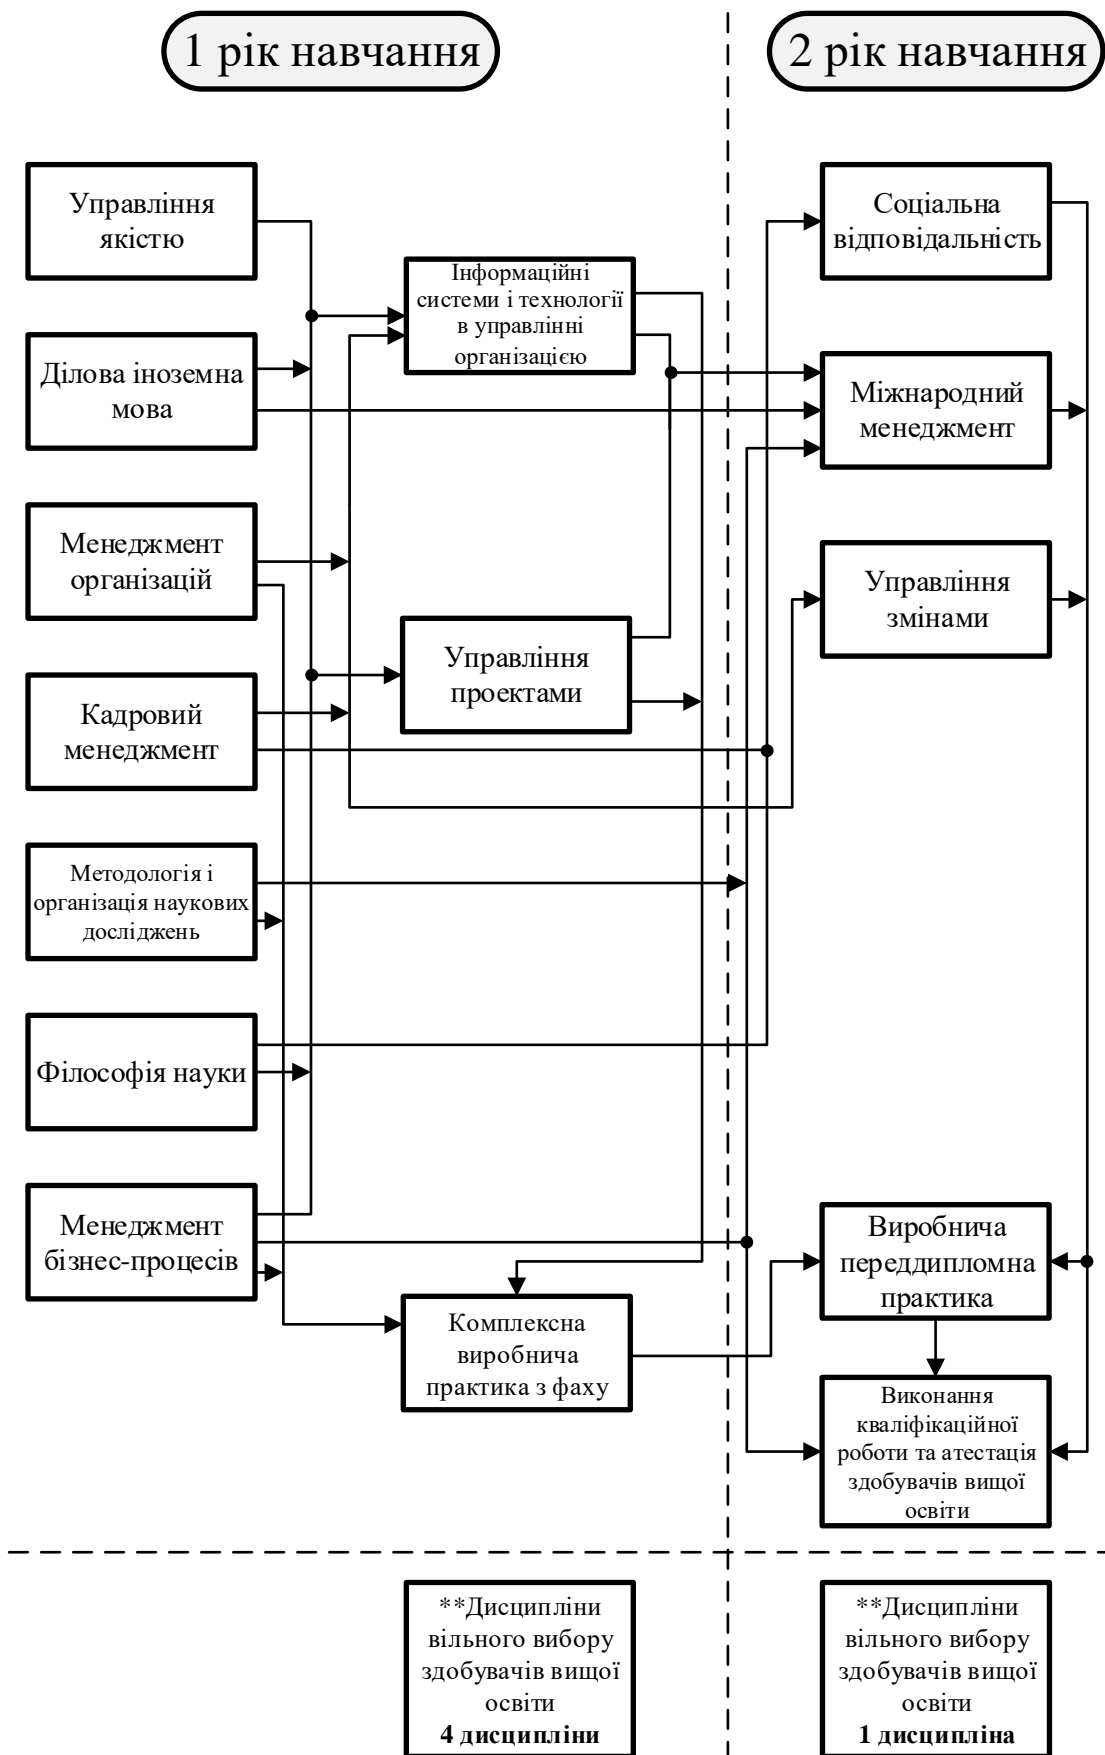 1 рік навчання
2 рік навчання
Управління
якістю
Ділова іноземна
мова
Менеджмент
організацій
Кадровий
менеджмент
Методологія і
організація наукових
досліджень
Філософія науки
Менеджмент
бізнес-процесів
Інформаційні
системи і технології
в управлінні
організацією
Управління
проектами
Комплексна
виробнича
практика з фаху
Соціальна
відповідальність
Міжнародний
менеджмент
Управління
змінами
Виробнича
переддипломна
практика
Виконання
кваліфікаційної
роботи та атестація
здобувачів вищої
освіти
**Дисципліни
вільного вибору
здобувачів вищої
освіти
4 дисципліни
**Дисципліни
вільного вибору
здобувачів вищої
освіти
1 дисципліна